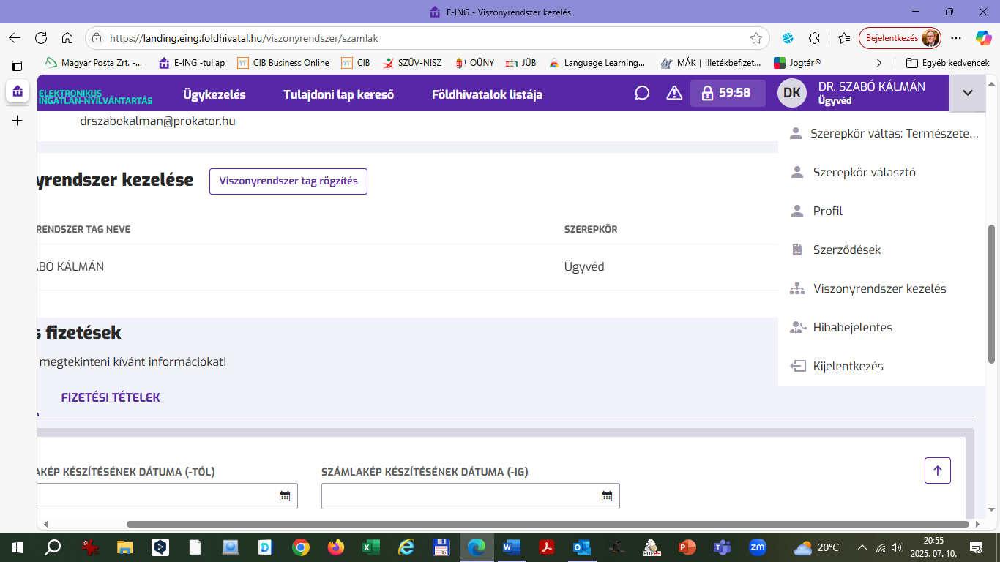 E-ING - Viszonyrendszer kezelés
https://landing.eing.foldhivatal.hu/viszonyrendszer/szamlak
Bejelentkezés
Magyar Posta Zrt. -...
E-ING -tullap
CIB Business Online
CIB
SZÜV-NISZ
OÜNY
JÜB
Language Learning...
MÁK | Illetékbefizet...
Jogtár®
Egyéb kedvencek
ELEKTRONIKUS
INGATLAN-NYILVÁNTARTÁS
Ügykezelés
Tulajdoni lap kereső
Földhivatalok listája
59:58
DK
DR. SZABÓ KÁLMÁN
Ügyvéd
drszabokalman@prokator.hu
Szerepkör váltás: Természete...
Szerepkör választó
Profil
Szerződések
Viszonyrendszer kezelés
Hibabejelentés
Kijelentkezés
yrendszer kezelése
Viszonyrendszer tag rögzítés
RENDSZER TAG NEVE
SZEREPKÖR
ABÓ KÁLMÁN
Ügyvéd
s fizetések
megtekinteni kívánt információkat!
FIZETÉSI TÉTELEK
AKÉP KÉSZÍTÉSÉNEK DÁTUMA (-TÓL)
SZÁMLAKÉP KÉSZÍTÉSÉNEK DÁTUMA (-IG)
20°C
20:55
2025. 07. 10.